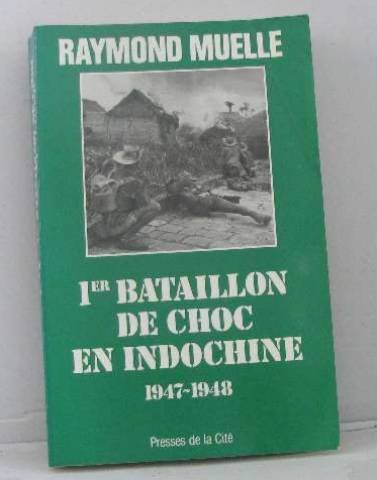 RAYMOND MUELLE
1ER BATAILLON
DE CHOC
EN INDOCHINE
1947-1948
Presses de la Cité